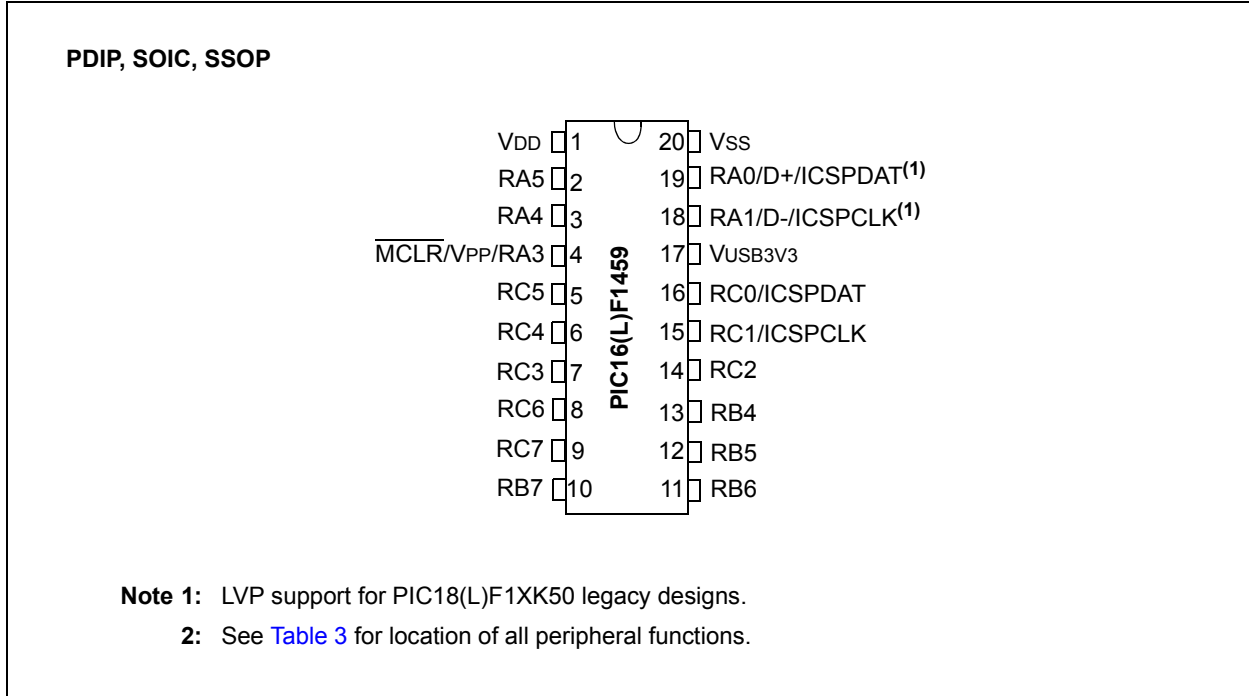 PDIP, SOIC, SSOP
VDD 1 20 VSS
RA5 2 19 RA0/D+/ICSPDAT(1)
RA4 3 18 RA1/D-/ICSPCLK(1)
MCLR/VPP/RA3 4 17 VUSB3V3
RC5 5 16 RC0/ICSPDAT
RC4 6 15 RC1/ICSPCLK
RC3 7 14 RC2
RC6 8 13 RB4
RC7 9 12 RB5
RB7 10 11 RB6
PIC16(L)F1459
Note 1: LVP support for PIC18(L)F1XK50 legacy designs.
2: See Table 3 for location of all peripheral functions.